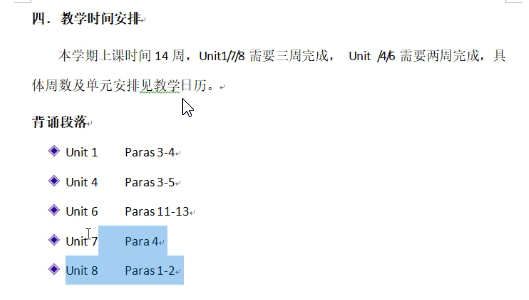 四．教学时间安排
本学期上课时间 14 周，Unit1/7/8 需要三周完成， Unit /4/6 需要两周完成，具
体周数及单元安排见教学日历。
背诵段落
Unit 1 Paras 3-4
Unit 4 Paras 3-5
Unit 6 Paras 11-13
Unit 7 Para 4
Unit 8 Paras 1-2